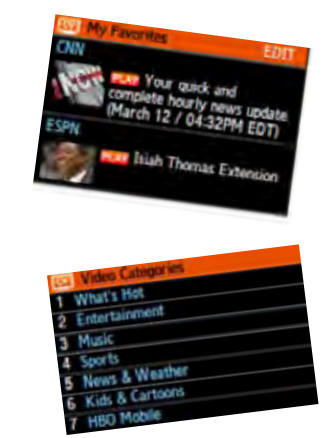 My Favorites
EDIT
CNN
PLAY Your quick and
complete hourly news update
(March 12 / 04:32PM EDT)
ESPN
PLAY Isiah Thomas Extension
Video Categories
1 What's Hot
2 Entertainment
3 Music
4 Sports
5 News & Weather
6 Kids & Cartoons
7 HBO Mobile